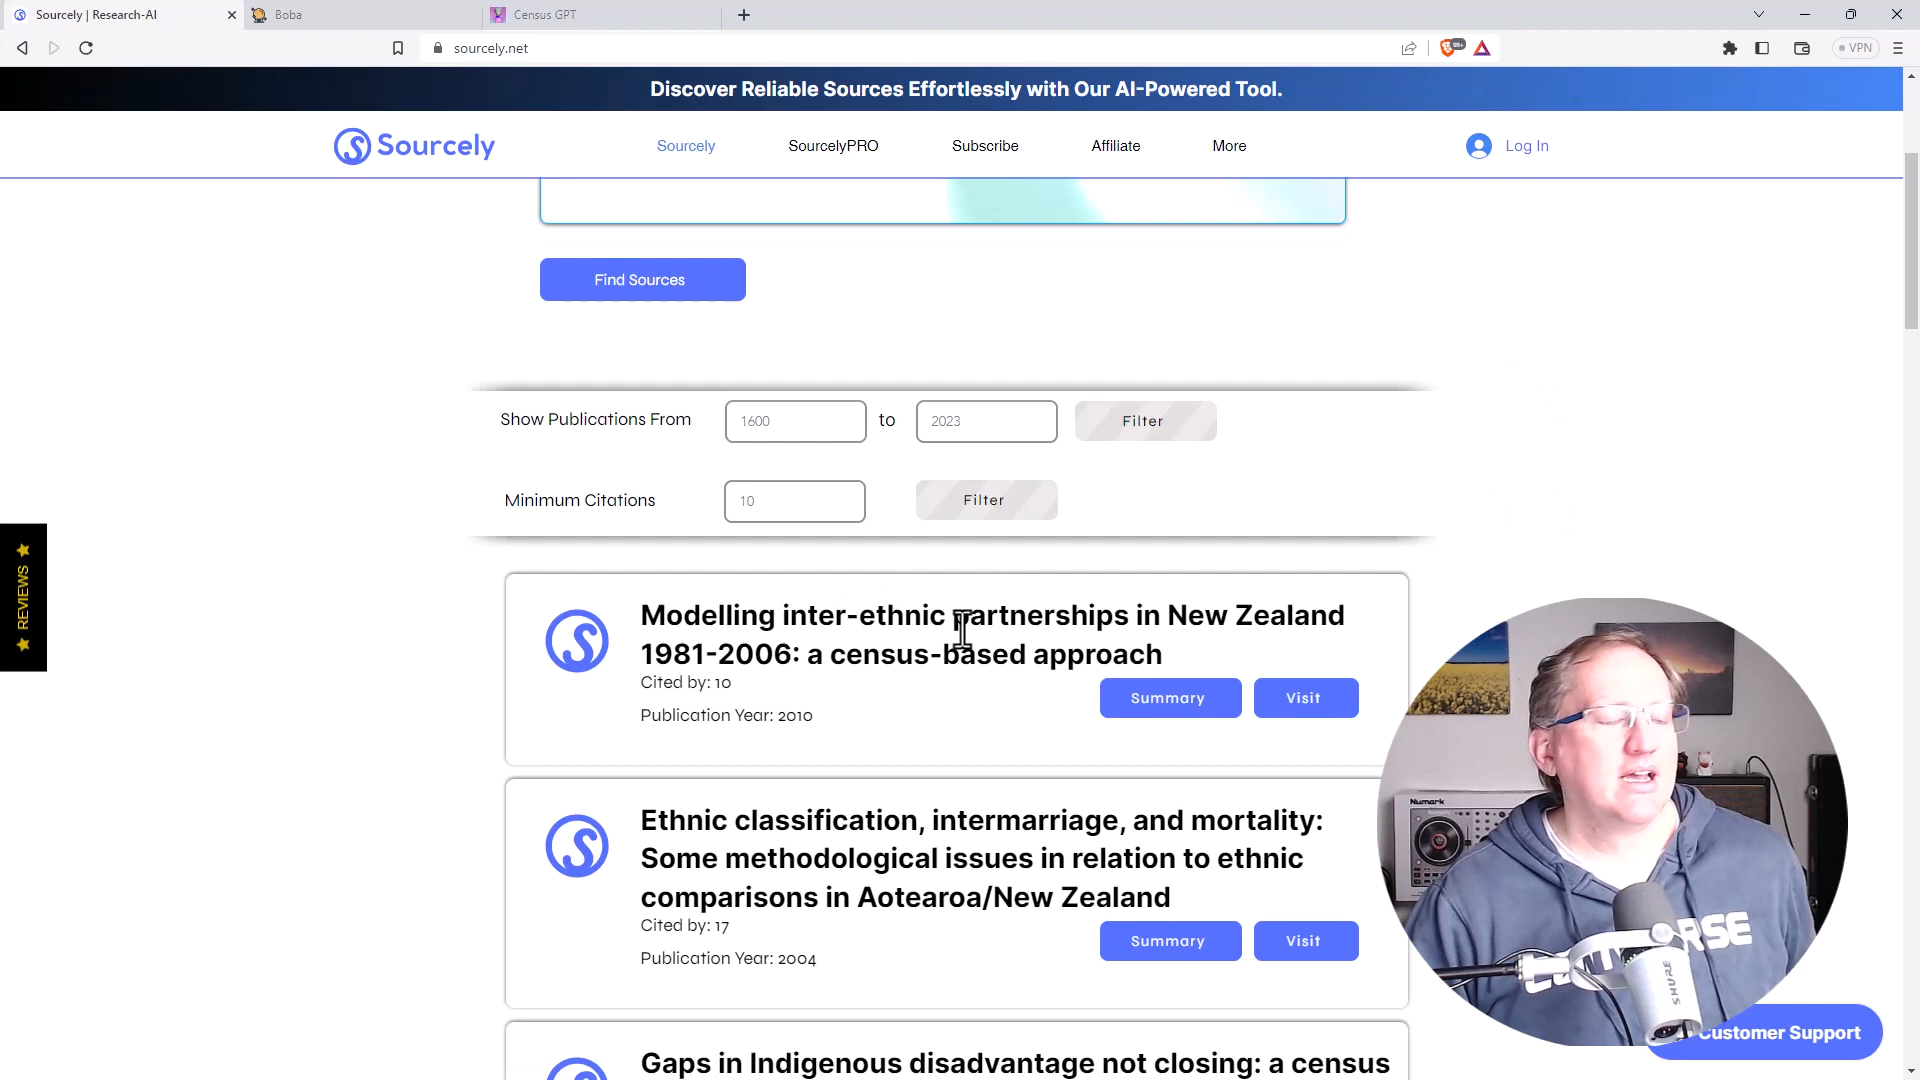 Sourcely | Research-AI
Boba
Census GPT
sourcely.net
99+
VPN
Discover Reliable Sources Effortlessly with Our AI-Powered Tool.
Sourcely
Sourcely
SourcelyPRO
Subscribe
Affiliate
More
Log In
Find Sources
Show Publications From
1600
to
2023
Filter
Minimum Citations
10
Filter
REVIEWS
Modelling inter-ethnic partnerships in New Zealand
1981-2006: a census-based approach
Cited by: 10
Publication Year: 2010
Summary
Visit
Ethnic classification, intermarriage, and mortality:
Some methodological issues in relation to ethnic
comparisons in Aotearoa/New Zealand
Cited by: 17
Publication Year: 2004
Summary
Visit
Gaps in Indigenous disadvantage not closing: a census
Numark
SHURE
Customer Support